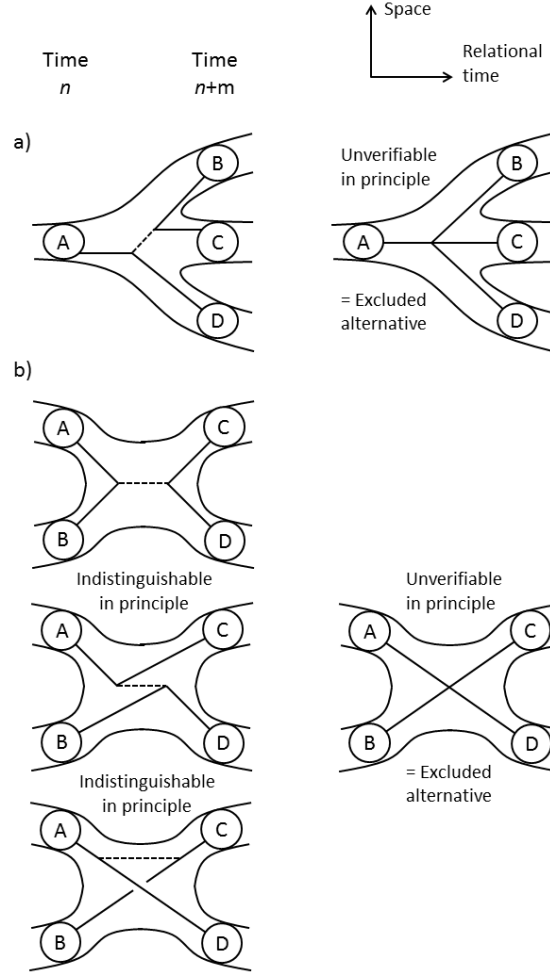 Space
Time
n
Time
n+m
Relational
time
a)
A
B
C
D
Unverifiable
in principle
A
B
C
D
= Excluded
alternative
b)
A
B
C
D
Indistinguishable
in principle
A
B
C
D
Unverifiable
in principle
A
B
C
D
= Excluded
alternative
Indistinguishable
in principle
A
B
C
D